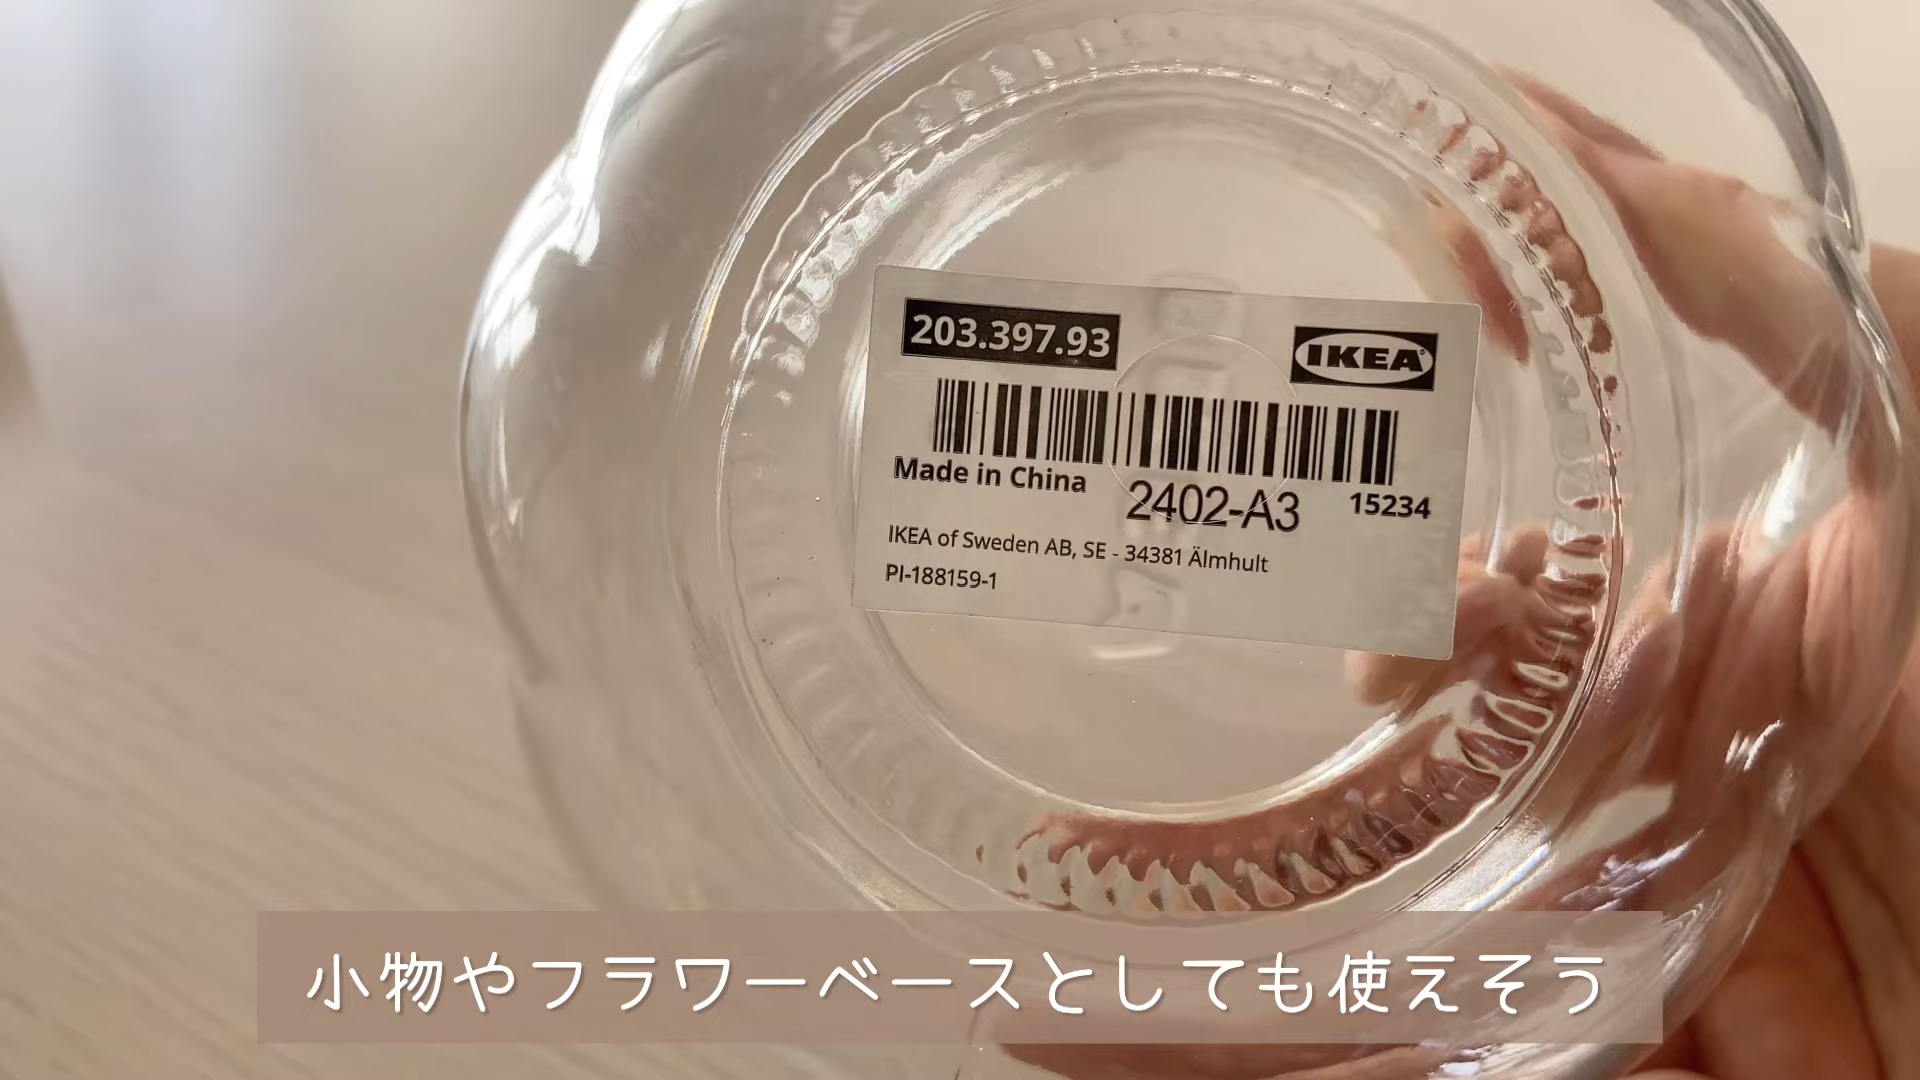 203.397.93
IKEA
Made in China
2402-A3
15234
IKEA of Sweden AB, SE - 34381 Älmhult
PI-188159-1
小物やフラワーベースとしても使えそう